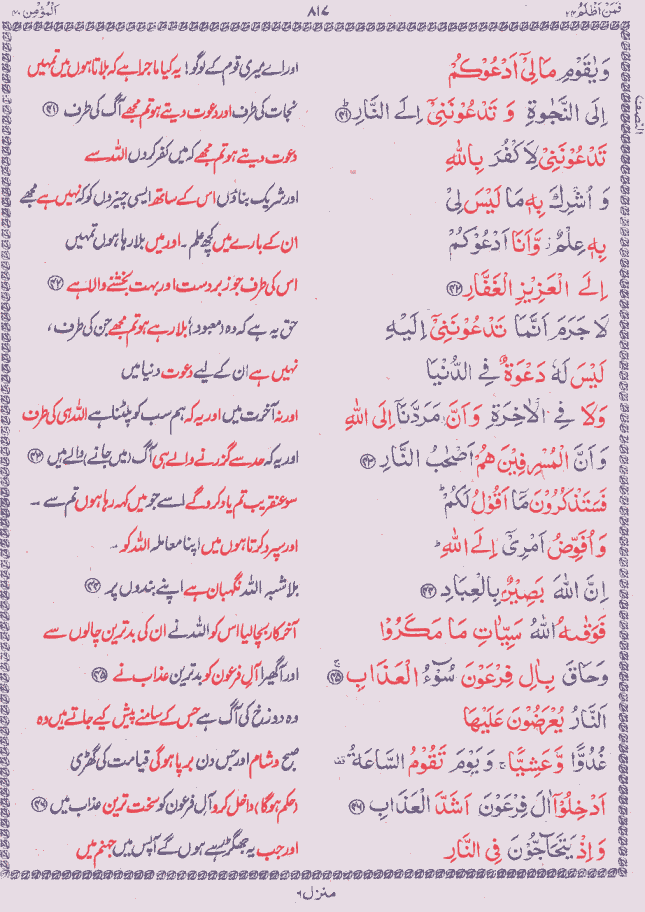 فَمَنْ اَظْلَمُ ۲۴
۸۱۷
اَلْمُؤْمِن ۴۰
وَيٰقَوْمِ مَا لِيْٓ اَدْعُوْكُمْ
اور اے میری قوم کے لوگو! یہ کیا ماجرا ہے کہ بلاتا ہوں میں تمہیں
اِلَى النَّجٰوةِ وَ تَدْعُوْنَنِيْٓ اِلَى النَّارِ ﴿۴۱﴾
نجات کی طرف اور دعوت دیتے ہو تم مجھے آگ کی طرف ﴿۴۱﴾
تَدْعُوْنَنِيْ لِاَكْفُرَ بِاللّٰهِ
دعوت دیتے ہو تم مجھے کہ میں کفر کروں اللہ سے
وَ اُشْرِكَ بِهٖ مَا لَيْسَ لِيْ
اور شریک بناؤں اس کے ساتھ ایسی چیزوں کو کہ نہیں ہے مجھے
بِهٖ عِلْمٌ ۫ وَّاَنَا اَدْعُوْكُمْ
ان کے بارے میں کچھ علم ۔ اور میں بلا رہا ہوں تمہیں
اِلَى الْعَزِيْزِ الْغَفَّارِ ﴿۴۲﴾
اس کی طرف جو زبردست اور بہت بخشنے والا ہے ﴿۴۲﴾
لَا جَرَمَ اَنَّمَا تَدْعُوْنَنِيْٓ اِلَيْهِ
حق یہ ہے کہ وہ (معبود) بلا رہے ہو تم مجھے جن کی طرف،
لَيْسَ لَهٗ دَعْوَةٌ فِي الدُّنْيَا
نہیں ہے ان کے لیے دعوت دنیا میں
وَلَا فِي الْاٰخِرَةِ وَاَنَّ مَرَدَّنَآ اِلَى اللّٰهِ
اور نہ آخرت میں اور یہ کہ ہم سب کو پلٹنا ہے اللہ ہی کی طرف
وَ اَنَّ الْمُسْرِفِيْنَ هُمْ اَصْحٰبُ النَّارِ ﴿۴۳﴾
اور یہ کہ حد سے گزرنے والے ہی آگ (میں جانے) والے ہیں ﴿۴۳﴾
فَسَتَذْكُرُوْنَ مَآ اَقُوْلُ لَكُمْ ؕ
سو عنقریب تم یاد کرو گے اسے جو میں کہہ رہا ہوں تم سے ۔
وَ اُفَوِّضُ اَمْرِيْٓ اِلَى اللّٰهِ ؕ
اور سپرد کرتا ہوں میں اپنا معاملہ اللہ کو ۔
اِنَّ اللّٰهَ بَصِيْرٌۢ بِالْعِبَادِ ﴿۴۴﴾
بلاشبہ اللہ نگہبان ہے اپنے بندوں پر ﴿۴۴﴾
فَوَقٰىهُ اللّٰهُ سَيِّاٰتِ مَا مَكَرُوْا
آخر کار بچا لیا اس کو اللہ نے ان کی بدترین چالوں سے
وَحَاقَ بِاٰلِ فِرْعَوْنَ سُوْٓءُ الْعَذَابِ ﴿۴۵﴾
اور آگھیرا آلِ فرعون کو بدترین عذاب نے ﴿۴۵﴾
اَلنَّارُ يُعْرَضُوْنَ عَلَيْهَا
وہ دوزخ کی آگ ہے جس کے سامنے پیش کیے جاتے ہیں وہ
غُدُوًّا وَّعَشِيًّا ۚ وَيَوْمَ تَقُوْمُ السَّاعَةُ ۟
صبح و شام اور جس دن برپا ہوگی قیامت کی گھڑی
اَدْخِلُوْٓا اٰلَ فِرْعَوْنَ اَشَدَّ الْعَذَابِ ﴿۴۶﴾
(حکم ہوگا) داخل کرو آلِ فرعون کو سخت ترین عذاب میں ﴿۴۶﴾
وَ اِذْ يَتَحَآجُّوْنَ فِي النَّارِ
اور جب یہ جھگڑ رہے ہوں گے آپس میں جہنم میں
منزل ۶